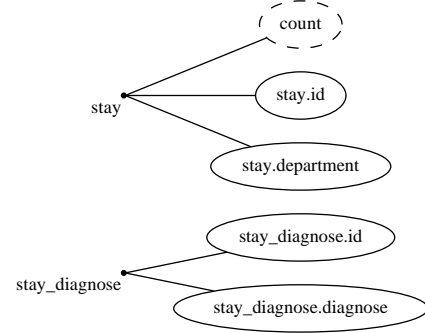 count
stay.id
stay
stay.department
stay_diagnose.id
stay_diagnose
stay_diagnose.diagnose